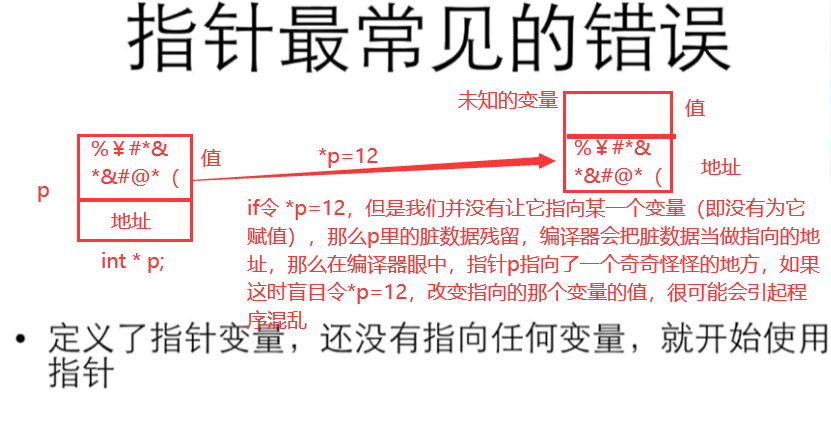 指针最常见的错误
未知的变量
值
%￥#*&
*&#@*（
值
*p=12
%￥#*&
*&#@*（
地址
p
地址
int * p;
if令 *p=12，但是我们并没有让它指向某一个变量（即没有为它
赋值），那么p里的脏数据残留，编译器会把脏数据当做指向的地
址，那么在编译器眼中，指针p指向了一个奇奇怪怪的地方，如果
这时盲目令*p=12，改变指向的那个变量的值，很可能会引起程
序混乱
• 定义了指针变量，还没有指向任何变量，就开始使用
指针